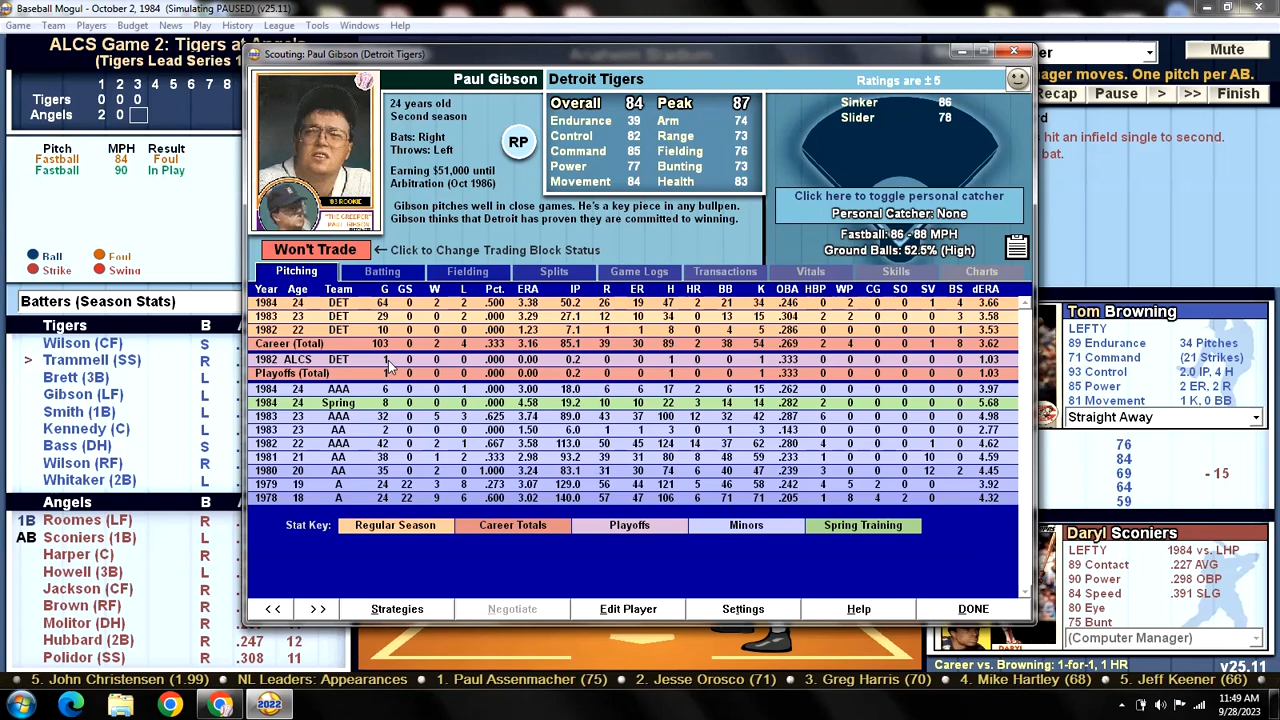 Baseball Mogul - October 2, 1984 (Simulating PAUSED) (v25.11)
Game Team Players Budget News Play History League Tools Windows Help
ALCS Game 2: Tigers at Angels
(Tigers Lead Series 1
1 2 3 4 5 6 7 8
Tigers 0 0 0
Angels 2 0
Pitch MPH Result
Fastball 84 Foul
Fastball 90 In Play
Ball Foul
Strike Swing
Batters (Season Stats)
Tigers B
Wilson (CF) S
> Trammell (SS) R
Brett (3B) L
Gibson (LF) L
Smith (1B) L
Kennedy (C) L
Bass (DH) S
Wilson (RF) L
Whitaker (2B) L
Angels B
1B Roomes (LF) R
AB Sconiers (1B) L
Harper (C) R
Howell (3B) L
Jackson (CF) R
Brown (RF) R
Molitor (DH) R
Hubbard (2B) R .247 12
Polidor (SS) R .308 11
Scouting: Paul Gibson (Detroit Tigers)
'83 ROOKIE
"THE CREEPER"
PAUL GIBSON
Paul Gibson Detroit Tigers Ratings are ± 5
24 years old
Second season
Bats: Right
Throws: Left
Earning $51,000 until
Arbitration (Oct 1986)
RP
Overall 84 Peak 87
Endurance 39 Arm 74
Control 82 Range 73
Command 85 Fielding 76
Power 77 Bunting 73
Movement 84 Health 83
Gibson pitches well in close games. He's a key piece in any bullpen.
Gibson thinks that Detroit has proven they are committed to winning.
Sinker 86
Slider 78
Click here to toggle personal catcher
Personal Catcher: None
Fastball: 86 - 88 MPH
Ground Balls: 52.5% (High)
Won't Trade ← Click to Change Trading Block Status
Pitching Batting Fielding Splits Game Logs Transactions Vitals Skills Charts
Year Age Team G GS W L Pct. ERA IP R ER H HR BB K OBA HBP WP CG SO SV BS dERA
1984 24 DET 64 0 2 2 .500 3.38 50.2 26 19 47 2 21 34 .246 0 2 0 0 1 4 3.66
1983 23 DET 29 0 0 2 .000 3.29 27.1 12 10 34 0 13 15 .304 2 2 0 0 0 3 3.58
1982 22 DET 10 0 0 0 .000 1.23 7.1 1 1 8 0 4 5 .286 0 0 0 0 0 1 3.53
Career (Total) 103 0 2 4 .333 3.16 85.1 39 30 89 2 38 54 .269 2 4 0 0 1 8 3.62
1982 ALCS DET 1 0 0 0 .000 0.00 0.2 0 0 1 0 0 1 .333 0 0 0 0 0 0 1.03
Playoffs (Total) 1 0 0 0 .000 0.00 0.2 0 0 1 0 0 1 .333 0 0 0 0 0 0 1.03
1984 24 AAA 6 0 0 1 .000 3.00 18.0 6 6 17 2 6 15 .262 0 0 0 0 0 0 3.97
1984 24 Spring 8 0 0 0 .000 4.58 19.2 10 10 22 3 14 14 .282 2 0 0 0 0 0 5.68
1983 23 AAA 32 0 5 3 .625 3.74 89.0 43 37 100 12 32 42 .287 6 0 0 0 0 0 4.98
1983 23 AA 2 0 0 0 .000 1.50 6.0 1 1 3 0 1 3 .143 0 0 0 0 0 0 2.77
1982 22 AAA 42 0 2 1 .667 3.58 113.0 50 45 124 14 37 62 .280 4 0 0 0 1 0 4.62
1981 21 AA 38 0 1 2 .333 2.98 93.2 39 31 80 8 48 59 .233 1 0 0 0 10 0 4.59
1980 20 AA 35 0 2 0 1.000 3.24 83.1 31 30 74 6 40 47 .239 3 0 0 0 12 2 4.45
1979 19 A 24 22 3 8 .273 3.07 129.0 56 44 121 5 46 58 .242 4 5 2 0 0 3.92
1978 18 A 24 22 9 6 .600 3.02 140.0 57 47 106 6 71 71 .205 1 8 4 2 0 4.32
Stat Key: Regular Season Career Totals Playoffs Minors Spring Training
<< >> Strategies Negotiate Edit Player Settings Help DONE
Mute
nager moves. One pitch per AB.
ecap Pause > >> Finish
hit an infield single to second.
bat.
Tom Browning
LEFTY
89 Endurance 34 Pitches
71 Command (21 Strikes)
93 Control 2.0 IP, 4 H
85 Power 2 ER, 2 R
81 Movement 1 K, 0 BB
Straight Away
76
84
69 - 15
64
59
Daryl Sconiers
LEFTY 1984 vs. LHP
89 Contact .227 AVG
90 Power .298 OBP
84 Speed .391 SLG
80 Eye
75 Bunt
(Computer Manager)
Career vs. Browning: 1-for-1, 1 HR v25.11
5. John Christensen (1.99) NL Leaders: Appearances 1. Paul Assenmacher (75) 2. Jesse Orosco (71) 3. Greg Harris (70) 4. Mike Hartley (68) 5. Jeff Keener (66)
2022
11:49 AM
9/28/2023